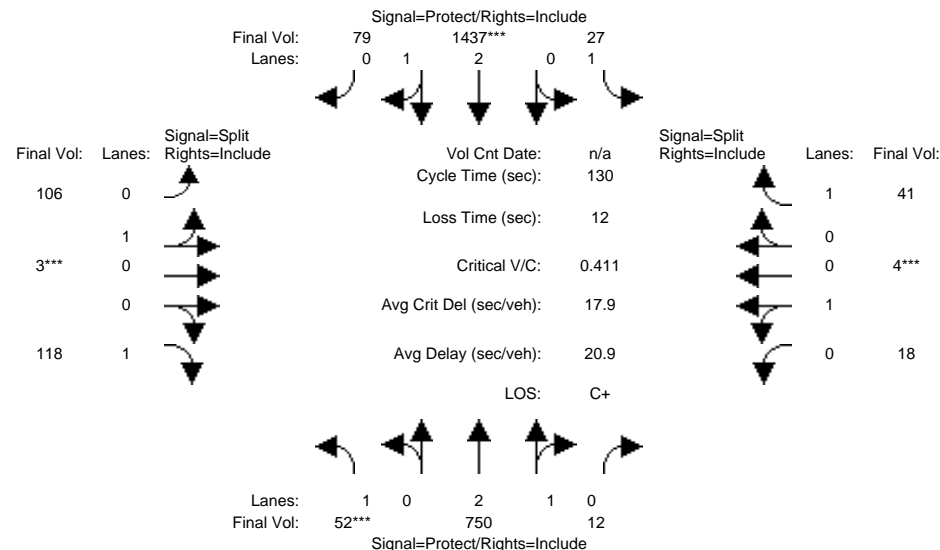 Signal=Protect/Rights=Include
Final Vol: 79 1437*** 27
Lanes: 0 1 2 0 1
Signal=Split
Final Vol: Lanes: Rights=Include
Vol Cnt Date: n/a
Signal=Split
Rights=Include Lanes: Final Vol:
Cycle Time (sec): 130
106 0
1 41
Loss Time (sec): 12
1
0
3*** 0
Critical V/C: 0.411
0 4***
0
Avg Crit Del (sec/veh): 17.9
1
118 1
Avg Delay (sec/veh): 20.9
0 18
LOS: C+
Lanes: 1 0 2 1 0
Final Vol: 52*** 750 12
Signal=Protect/Rights=Include